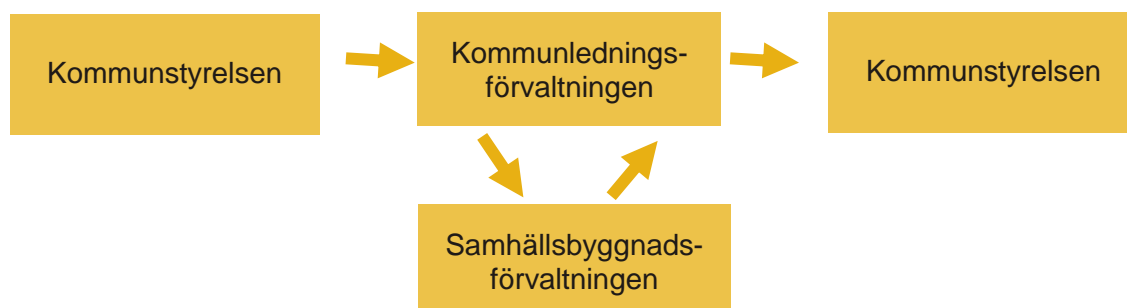 Kommunstyrelsen
Kommunlednings-
förvaltningen
Kommunstyrelsen
Samhällsbyggnads-
förvaltningen